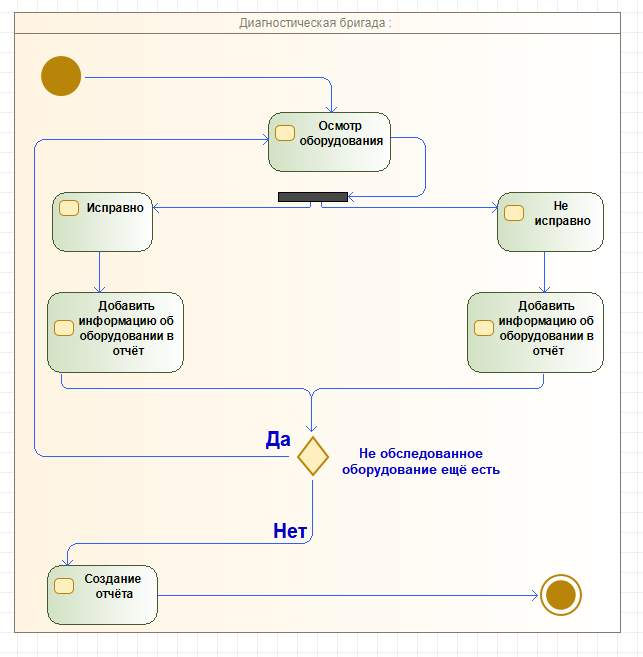 Диагностическая бригада :
Осмотр
оборудования
Исправно
Не
исправно
Добавить
информацию об
оборудовании в
отчёт
Добавить
информацию об
оборудовании в
отчёт
Да
Не обследованное
оборудование ещё есть
Нет
Создание
отчёта